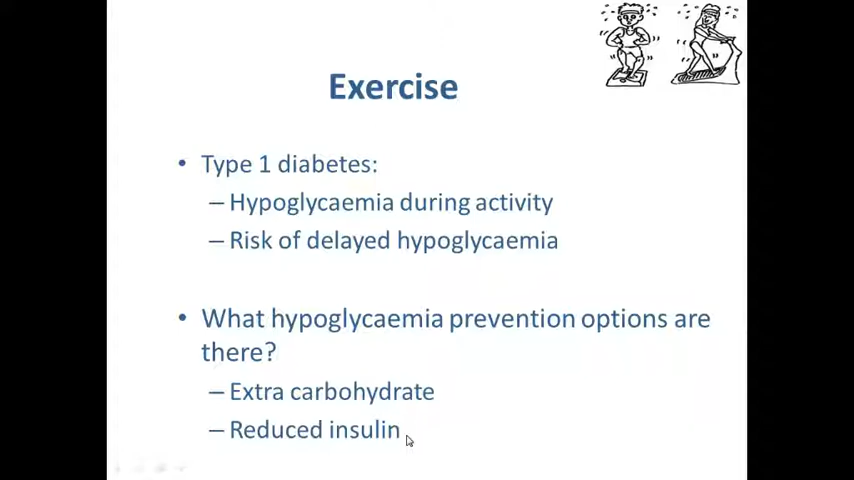 Exercise
• Type 1 diabetes:
– Hypoglycaemia during activity
– Risk of delayed hypoglycaemia
• What hypoglycaemia prevention options are
there?
– Extra carbohydrate
– Reduced insulin